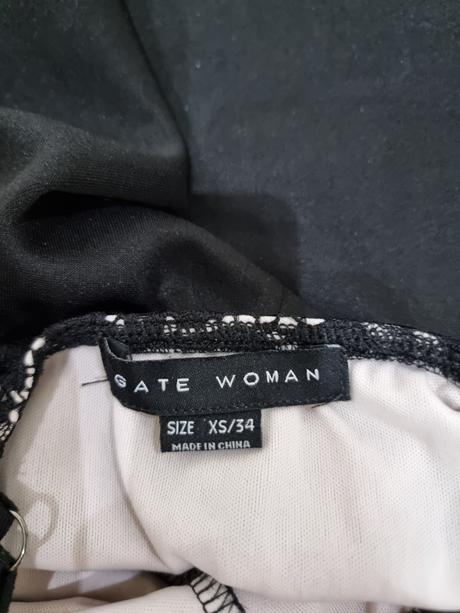 GATE WOMAN
SIZE XS/34
MADE IN CHINA